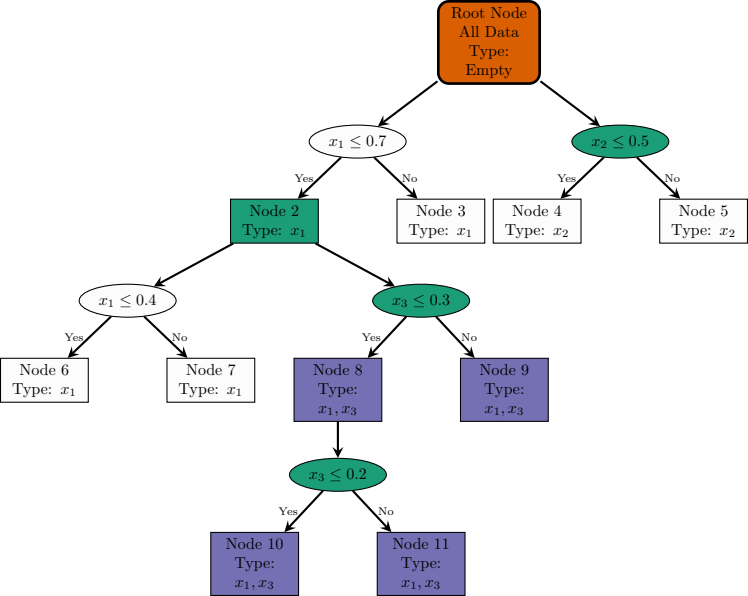 Root Node
All Data
Type:
Empty
x₁ ≤ 0.7
x₂ ≤ 0.5
Yes
No
Yes
No
Node 2
Type: x₁
Node 3
Type: x₁
Node 4
Type: x₂
Node 5
Type: x₂
x₁ ≤ 0.4
x₃ ≤ 0.3
Yes
No
Yes
No
Node 6
Type: x₁
Node 7
Type: x₁
Node 8
Type:
x₁, x₃
Node 9
Type:
x₁, x₃
x₃ ≤ 0.2
Yes
No
Node 10
Type:
x₁, x₃
Node 11
Type:
x₁, x₃